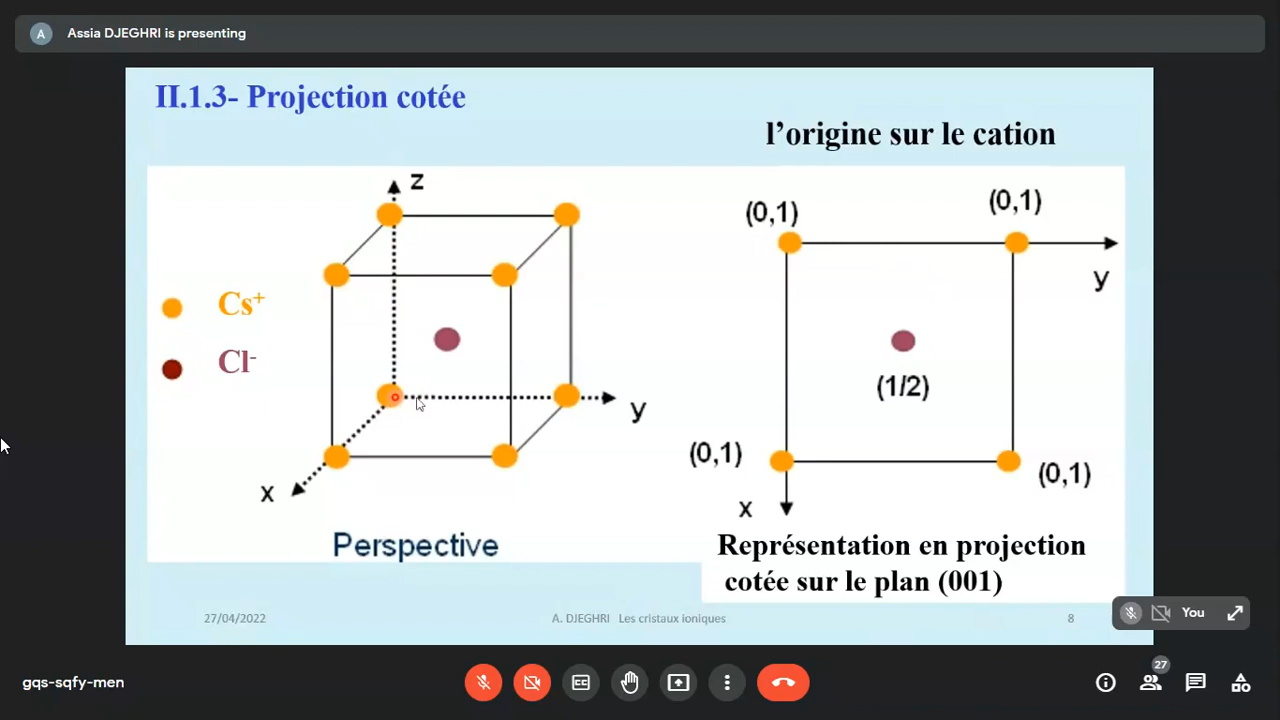 A Assia DJEGHRI is presenting
II.1.3- Projection cotée
l’origine sur le cation
z
(0,1)
(0,1)
Cs+
y
Cl-
(1/2)
y
(0,1)
(0,1)
x
x
Perspective
Représentation en projection
cotée sur le plan (001)
27/04/2022
A. DJEGHRI Les cristaux ioniques
8
You
27
gqs-sqfy-men
CC